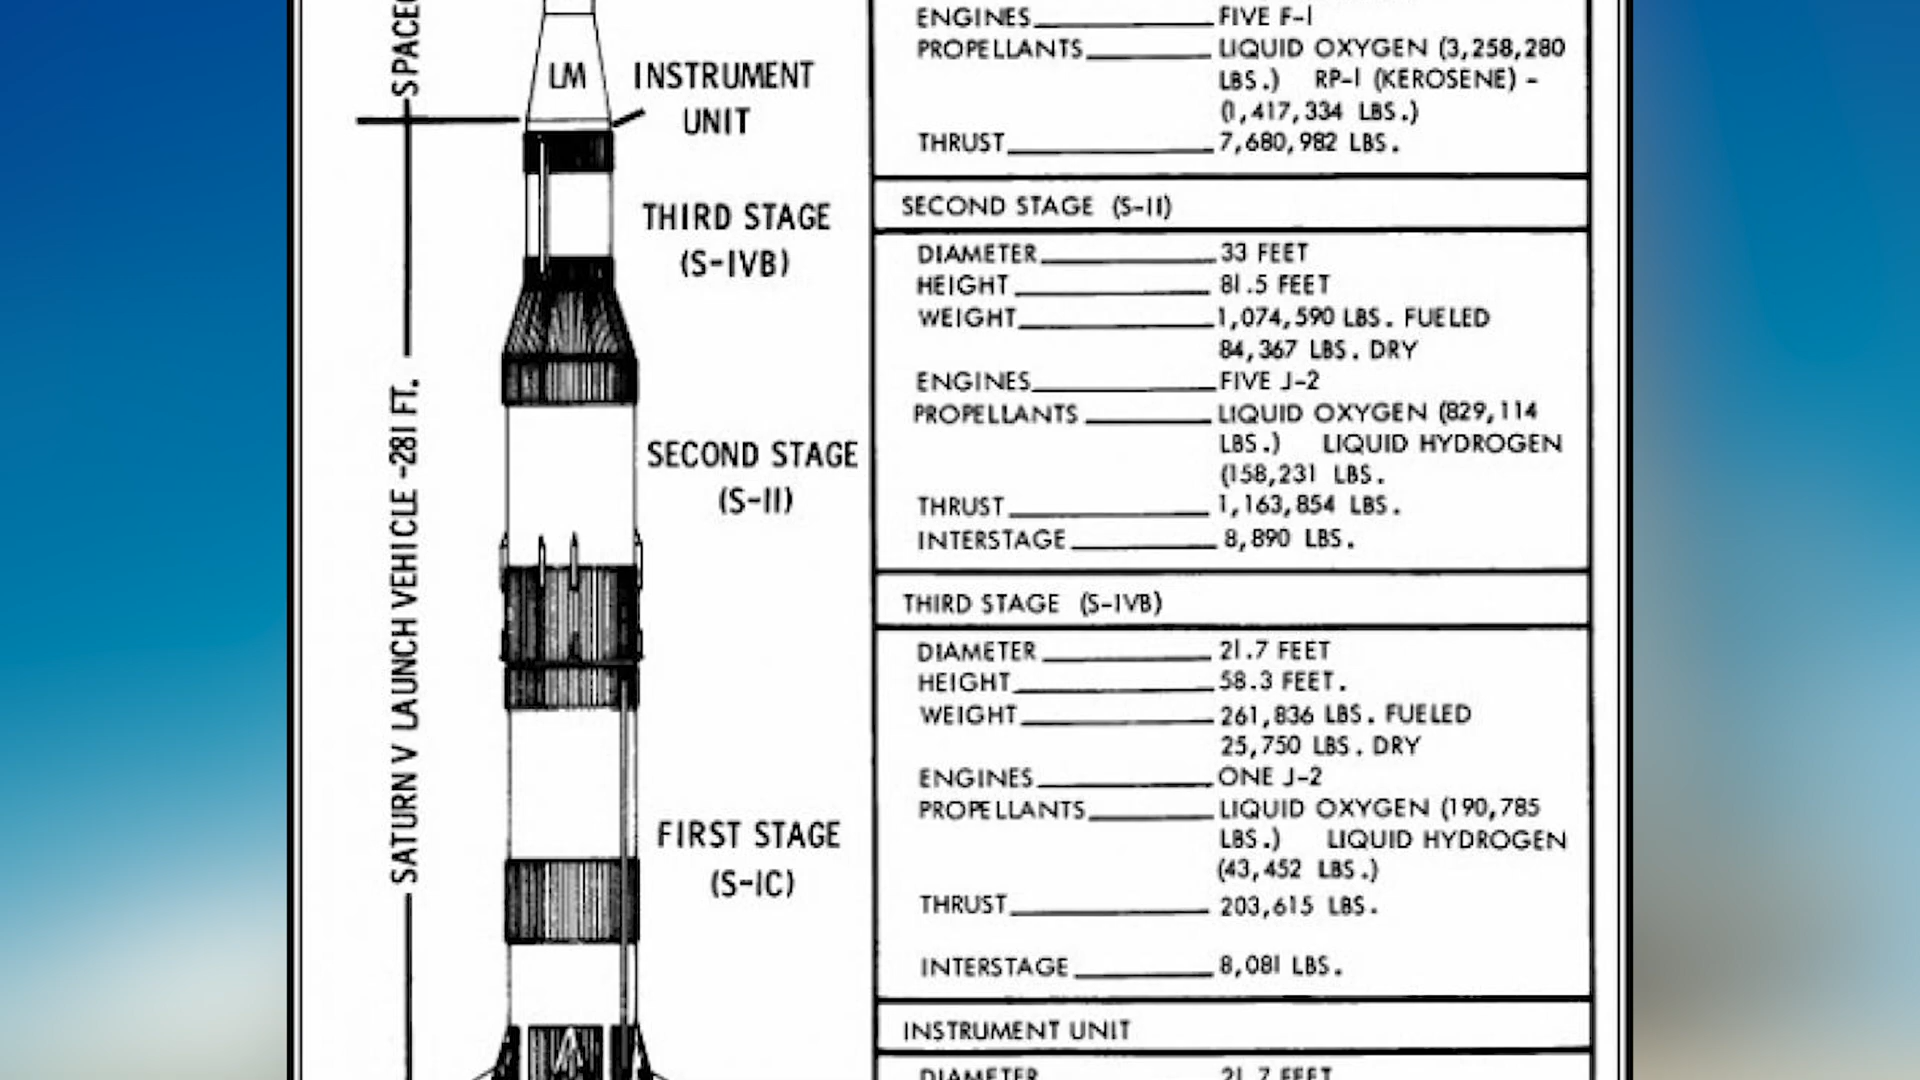 SPACEC
LM
INSTRUMENT
UNIT
THIRD STAGE
(S-IVB)
SATURN V LAUNCH VEHICLE -281 FT.
SECOND STAGE
(S-II)
FIRST STAGE
(S-IC)
ENGINES FIVE F-1
PROPELLANTS LIQUID OXYGEN (3,258,280
LBS.) RP-1 (KEROSENE) -
(1,417,334 LBS.)
THRUST 7,680,982 LBS.
SECOND STAGE (S-II)
DIAMETER 33 FEET
HEIGHT 81.5 FEET
WEIGHT 1,074,590 LBS. FUELED
84,367 LBS. DRY
ENGINES FIVE J-2
PROPELLANTS LIQUID OXYGEN (829,114
LBS.) LIQUID HYDROGEN
(158,231 LBS.
THRUST 1,163,854 LBS.
INTERSTAGE 8,890 LBS.
THIRD STAGE (S-IVB)
DIAMETER 21.7 FEET
HEIGHT 58.3 FEET.
WEIGHT 261,836 LBS. FUELED
25,750 LBS. DRY
ENGINES ONE J-2
PROPELLANTS LIQUID OXYGEN (190,785
LBS.) LIQUID HYDROGEN
(43,452 LBS.)
THRUST 203,615 LBS.
INTERSTAGE 8,081 LBS.
INSTRUMENT UNIT
DIAMETER 21.7 FEET